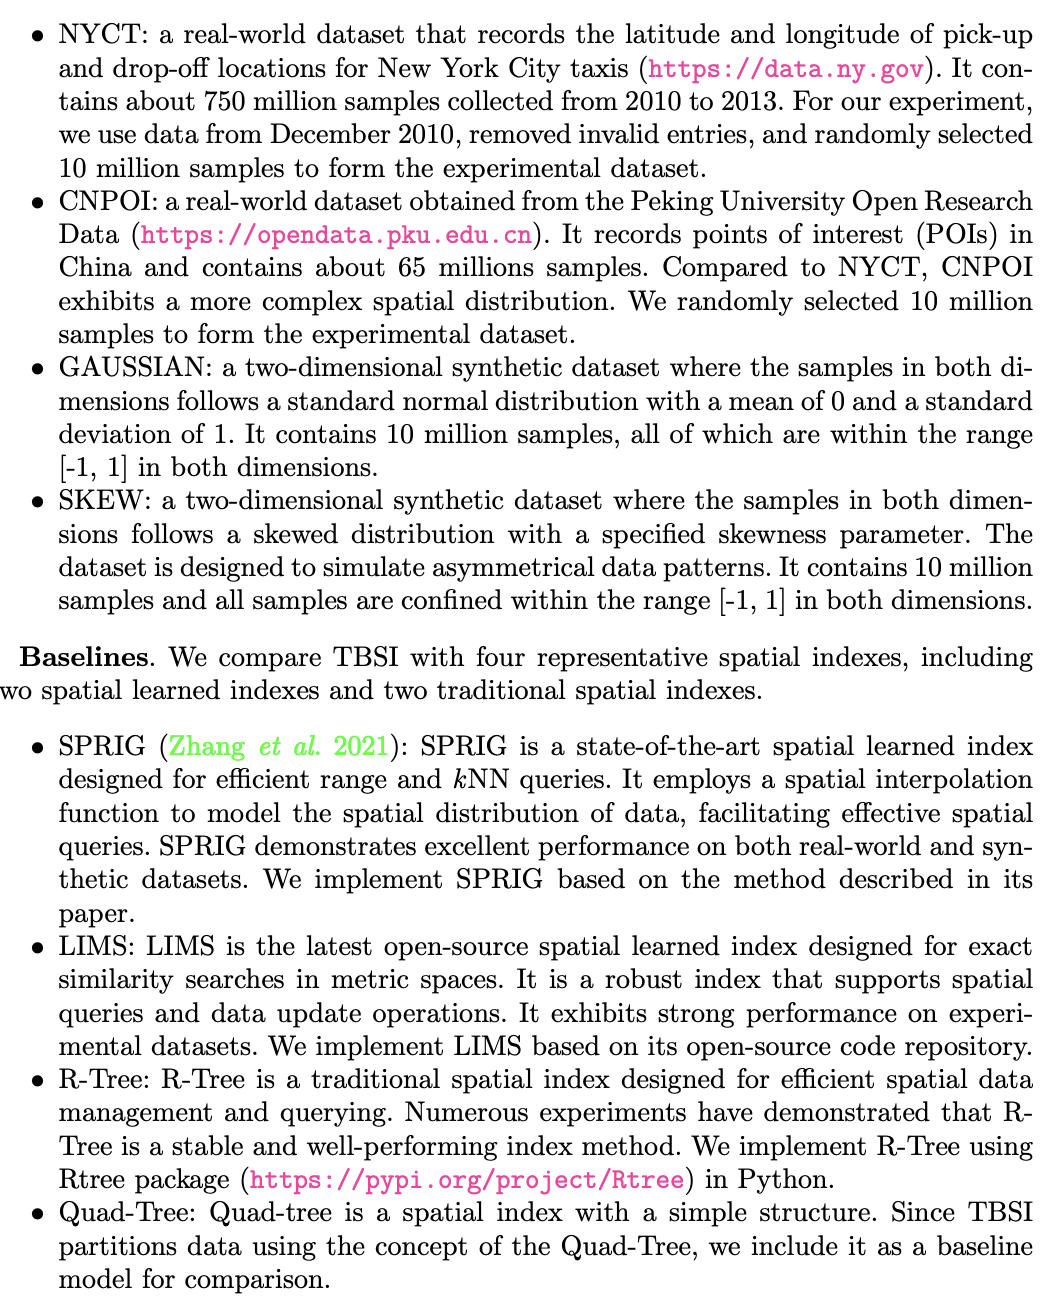 • NYCT: a real-world dataset that records the latitude and longitude of pick-up
and drop-off locations for New York City taxis (https://data.ny.gov). It con-
tains about 750 million samples collected from 2010 to 2013. For our experiment,
we use data from December 2010, removed invalid entries, and randomly selected
10 million samples to form the experimental dataset.
• CNPOI: a real-world dataset obtained from the Peking University Open Research
Data (https://opendata.pku.edu.cn). It records points of interest (POIs) in
China and contains about 65 millions samples. Compared to NYCT, CNPOI
exhibits a more complex spatial distribution. We randomly selected 10 million
samples to form the experimental dataset.
• GAUSSIAN: a two-dimensional synthetic dataset where the samples in both di-
mensions follows a standard normal distribution with a mean of 0 and a standard
deviation of 1. It contains 10 million samples, all of which are within the range
[-1, 1] in both dimensions.
• SKEW: a two-dimensional synthetic dataset where the samples in both dimen-
sions follows a skewed distribution with a specified skewness parameter. The
dataset is designed to simulate asymmetrical data patterns. It contains 10 million
samples and all samples are confined within the range [-1, 1] in both dimensions.
Baselines. We compare TBSI with four representative spatial indexes, including
wo spatial learned indexes and two traditional spatial indexes.
• SPRIG (Zhang et al. 2021): SPRIG is a state-of-the-art spatial learned index
designed for efficient range and kNN queries. It employs a spatial interpolation
function to model the spatial distribution of data, facilitating effective spatial
queries. SPRIG demonstrates excellent performance on both real-world and syn-
thetic datasets. We implement SPRIG based on the method described in its
paper.
• LIMS: LIMS is the latest open-source spatial learned index designed for exact
similarity searches in metric spaces. It is a robust index that supports spatial
queries and data update operations. It exhibits strong performance on experi-
mental datasets. We implement LIMS based on its open-source code repository.
• R-Tree: R-Tree is a traditional spatial index designed for efficient spatial data
management and querying. Numerous experiments have demonstrated that R-
Tree is a stable and well-performing index method. We implement R-Tree using
Rtree package (https://pypi.org/project/Rtree) in Python.
• Quad-Tree: Quad-tree is a spatial index with a simple structure. Since TBSI
partitions data using the concept of the Quad-Tree, we include it as a baseline
model for comparison.